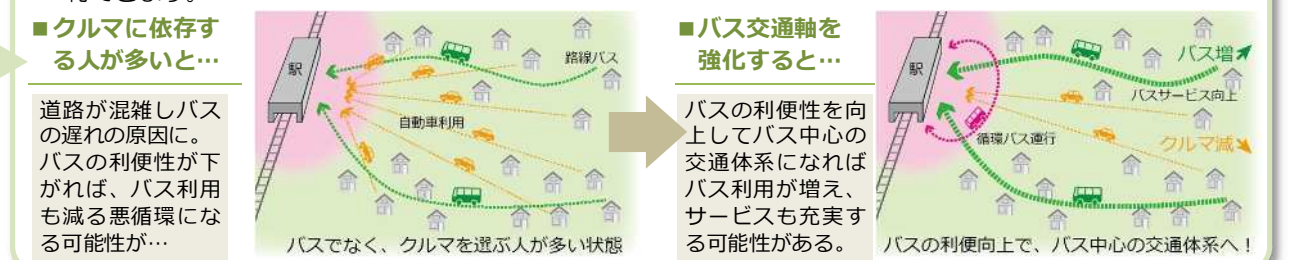 ■クルマに依存す
る人が多いと…
道路が混雑しバス
の遅れの原因に。
バスの利便性が下
がれば、バス利用
も減る悪循環にな
る可能性が…
駅
路線バス
自動車利用
バスでなく、クルマを選ぶ人が多い状態
■バス交通軸を
強化すると…
バスの利便性を向
上してバス中心の
交通体系になれば
バス利用が増え、
サービスも充実す
る可能性がある。
駅
バス増
バスサービス向上
循環バス運行
クルマ減
バスの利便向上で、バス中心の交通体系へ！